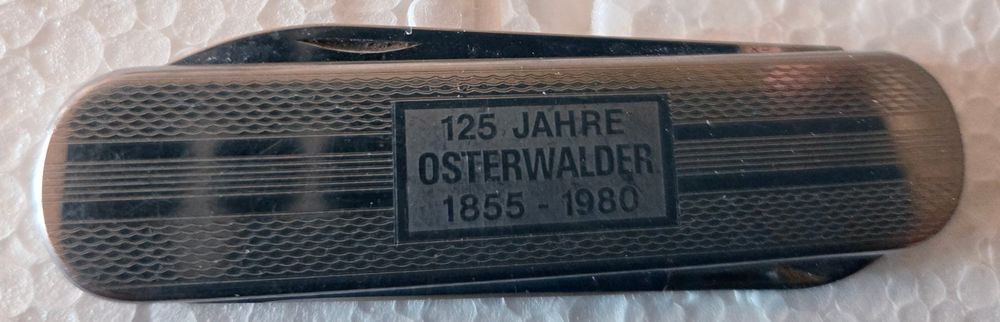 125 JAHRE
OSTERWALDER
1855 - 1980